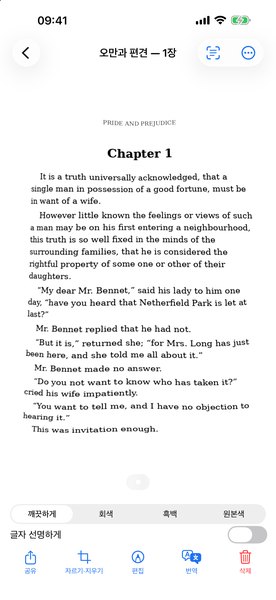 09:41
오만과 편견 — 1장
PRIDE AND PREJUDICE
Chapter 1
It is a truth universally acknowledged, that a
single man in possession of a good fortune, must be
in want of a wife.
However little known the feelings or views of such
a man may be on his first entering a neighbourhood,
this truth is so well fixed in the minds of the
surrounding families, that he is considered the
rightful property of some one or other of their
daughters.
“My dear Mr. Bennet,” said his lady to him one
day, “have you heard that Netherfield Park is let at
last?”
Mr. Bennet replied that he had not.
“But it is,” returned she; “for Mrs. Long has just
been here, and she told me all about it.”
Mr. Bennet made no answer.
“Do you not want to know who has taken it?”
cried his wife impatiently.
“You want to tell me, and I have no objection to
hearing it.”
This was invitation enough.
깨끗하게
회색
흑백
원본색
글자 선명하게
공유
자르기·지우기
편집
번역
삭제